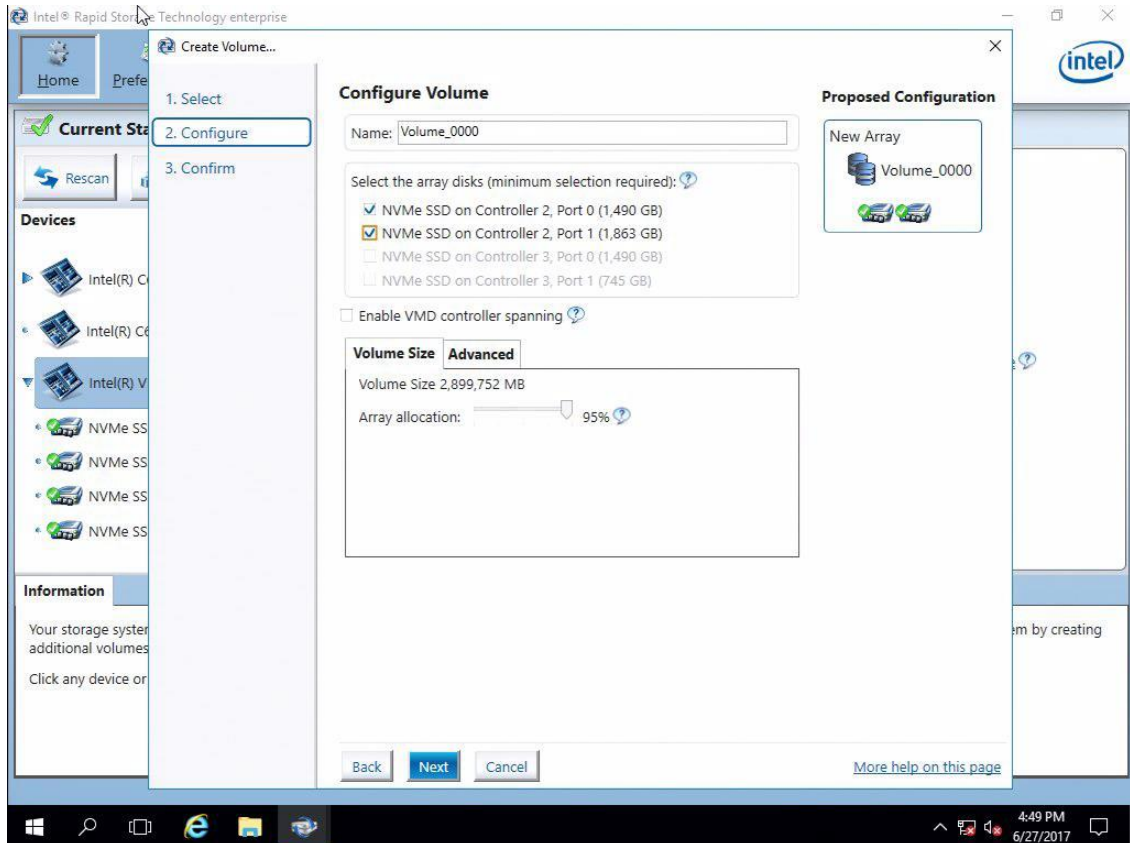 Intel® Rapid Storage Technology enterprise
Home
Prefe
intel
Current Sta
Rescan
Devices
Intel(R) C
Intel(R) C6
Intel(R) V
NVMe SS
NVMe SS
NVMe SS
NVMe SS
Information
Your storage system
em by creating
additional volumes
Click any device or
Create Volume...
1. Select
2. Configure
3. Confirm
Configure Volume
Name: Volume_0000
Select the array disks (minimum selection required):
NVMe SSD on Controller 2, Port 0 (1,490 GB)
NVMe SSD on Controller 2, Port 1 (1,863 GB)
NVMe SSD on Controller 3, Port 0 (1,490 GB)
NVMe SSD on Controller 3, Port 1 (745 GB)
Enable VMD controller spanning
Volume Size Advanced
Volume Size 2,899,752 MB
Array allocation: 95%
Proposed Configuration
New Array
Volume_0000
Back Next Cancel
More help on this page
4:49 PM
6/27/2017